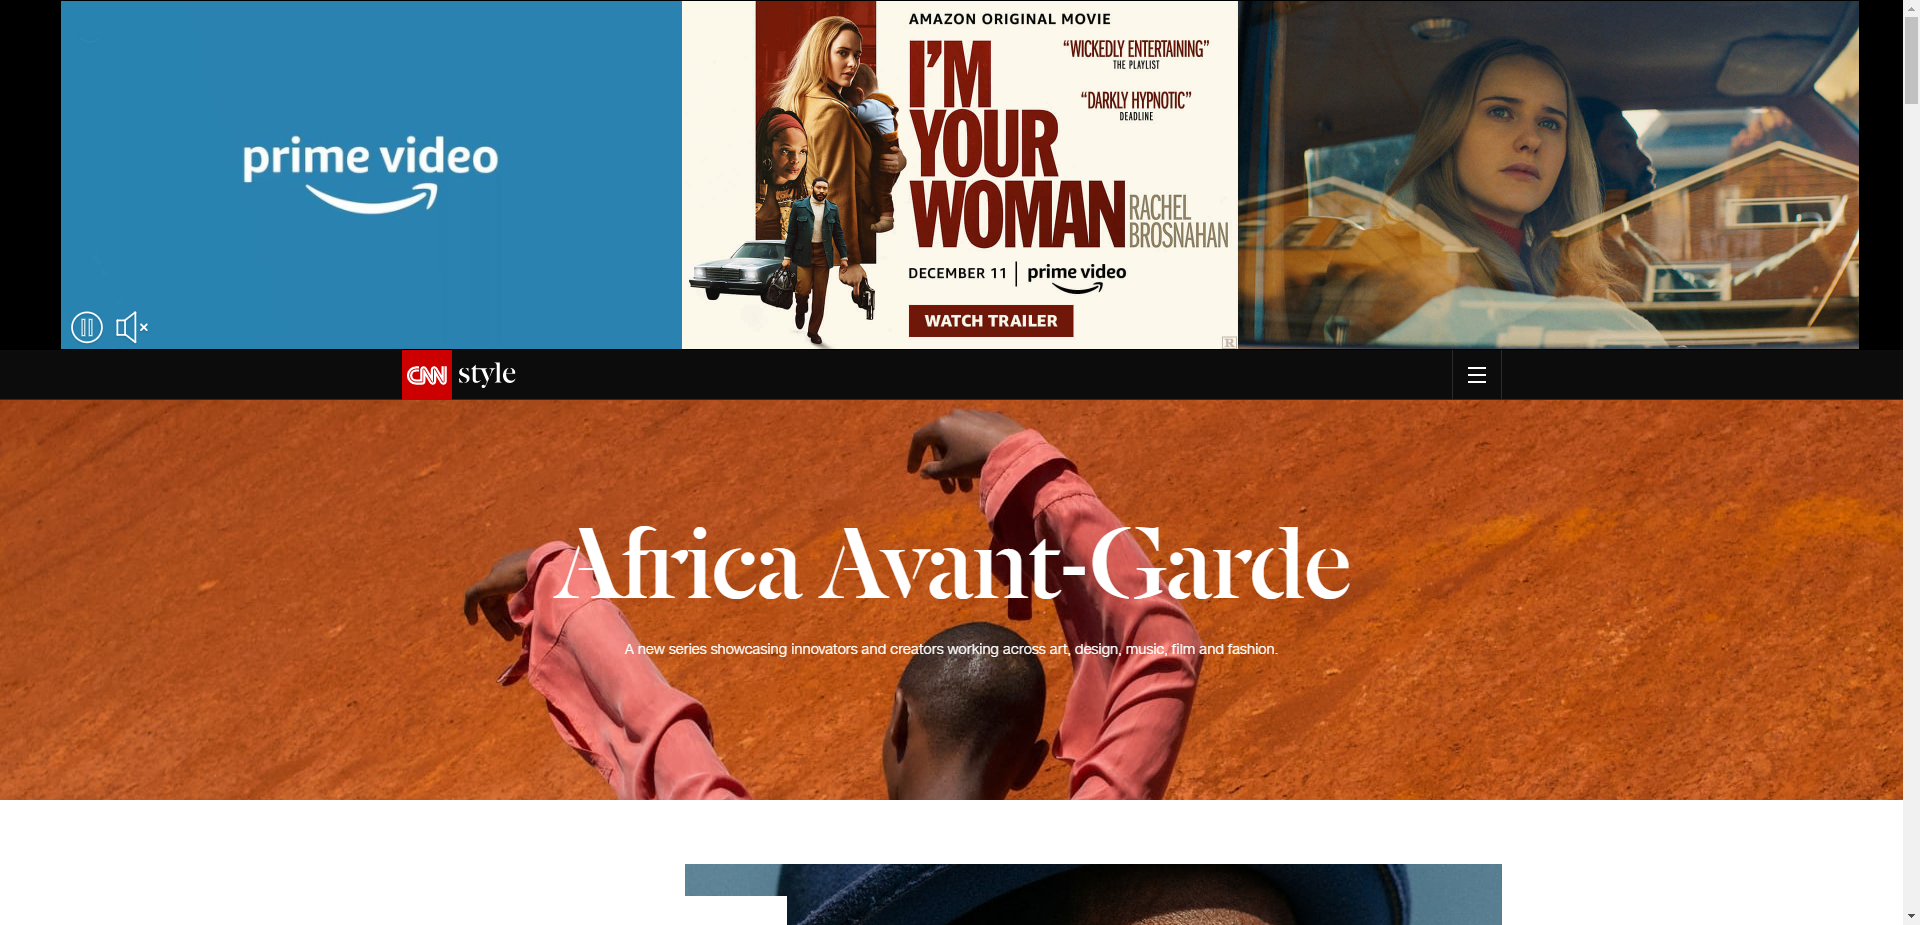 prime video
AMAZON ORIGINAL MOVIE
I'M
YOUR
WOMAN
"WICKEDLY ENTERTAINING"
THE PLAYLIST
"DARKLY HYPNOTIC"
DEADLINE
RACHEL
BROSNAHAN
DECEMBER 11 | prime video
WATCH TRAILER
R
CNN style
Africa Avant-Garde
A new series showcasing innovators and creators working across art, design, music, film and fashion.